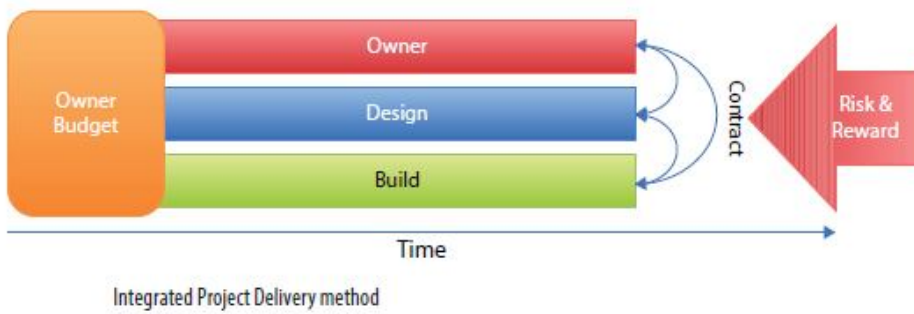 Owner
Budget
Owner
Design
Build
Contract
Risk &
Reward
Time
Integrated Project Delivery method